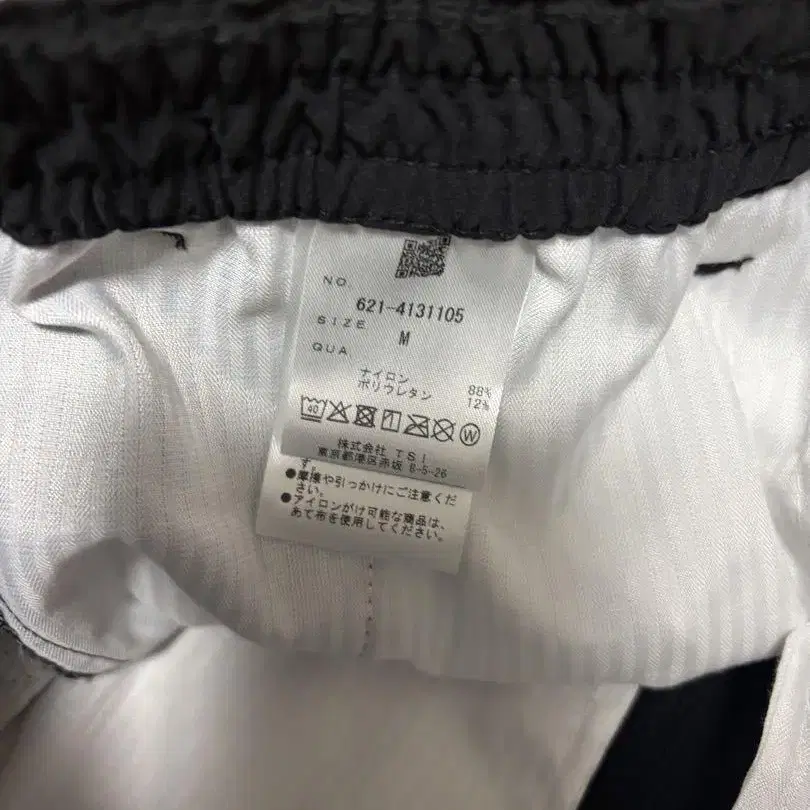 NO.
621-4131105
SIZE
M
QUA.
ナイロン 88%
ポリウレタン 12%
40
W
株式会社 TSI
東京都港区赤坂 8-5-26
す。
●摩擦や引っかけにご注意くだ
さい。
●アイロンがけ可能な商品は、
あて布を使用してください。